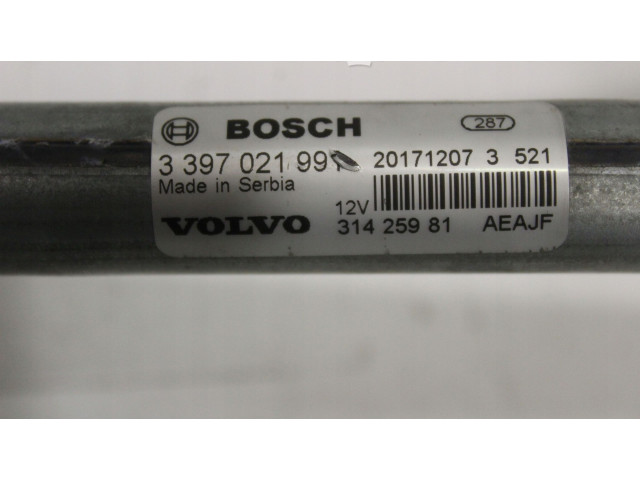 BOSCH 287
3 397 021 99 20171207 3 521
Made in Serbia
12V
VOLVO 314 259 81 AEAJF